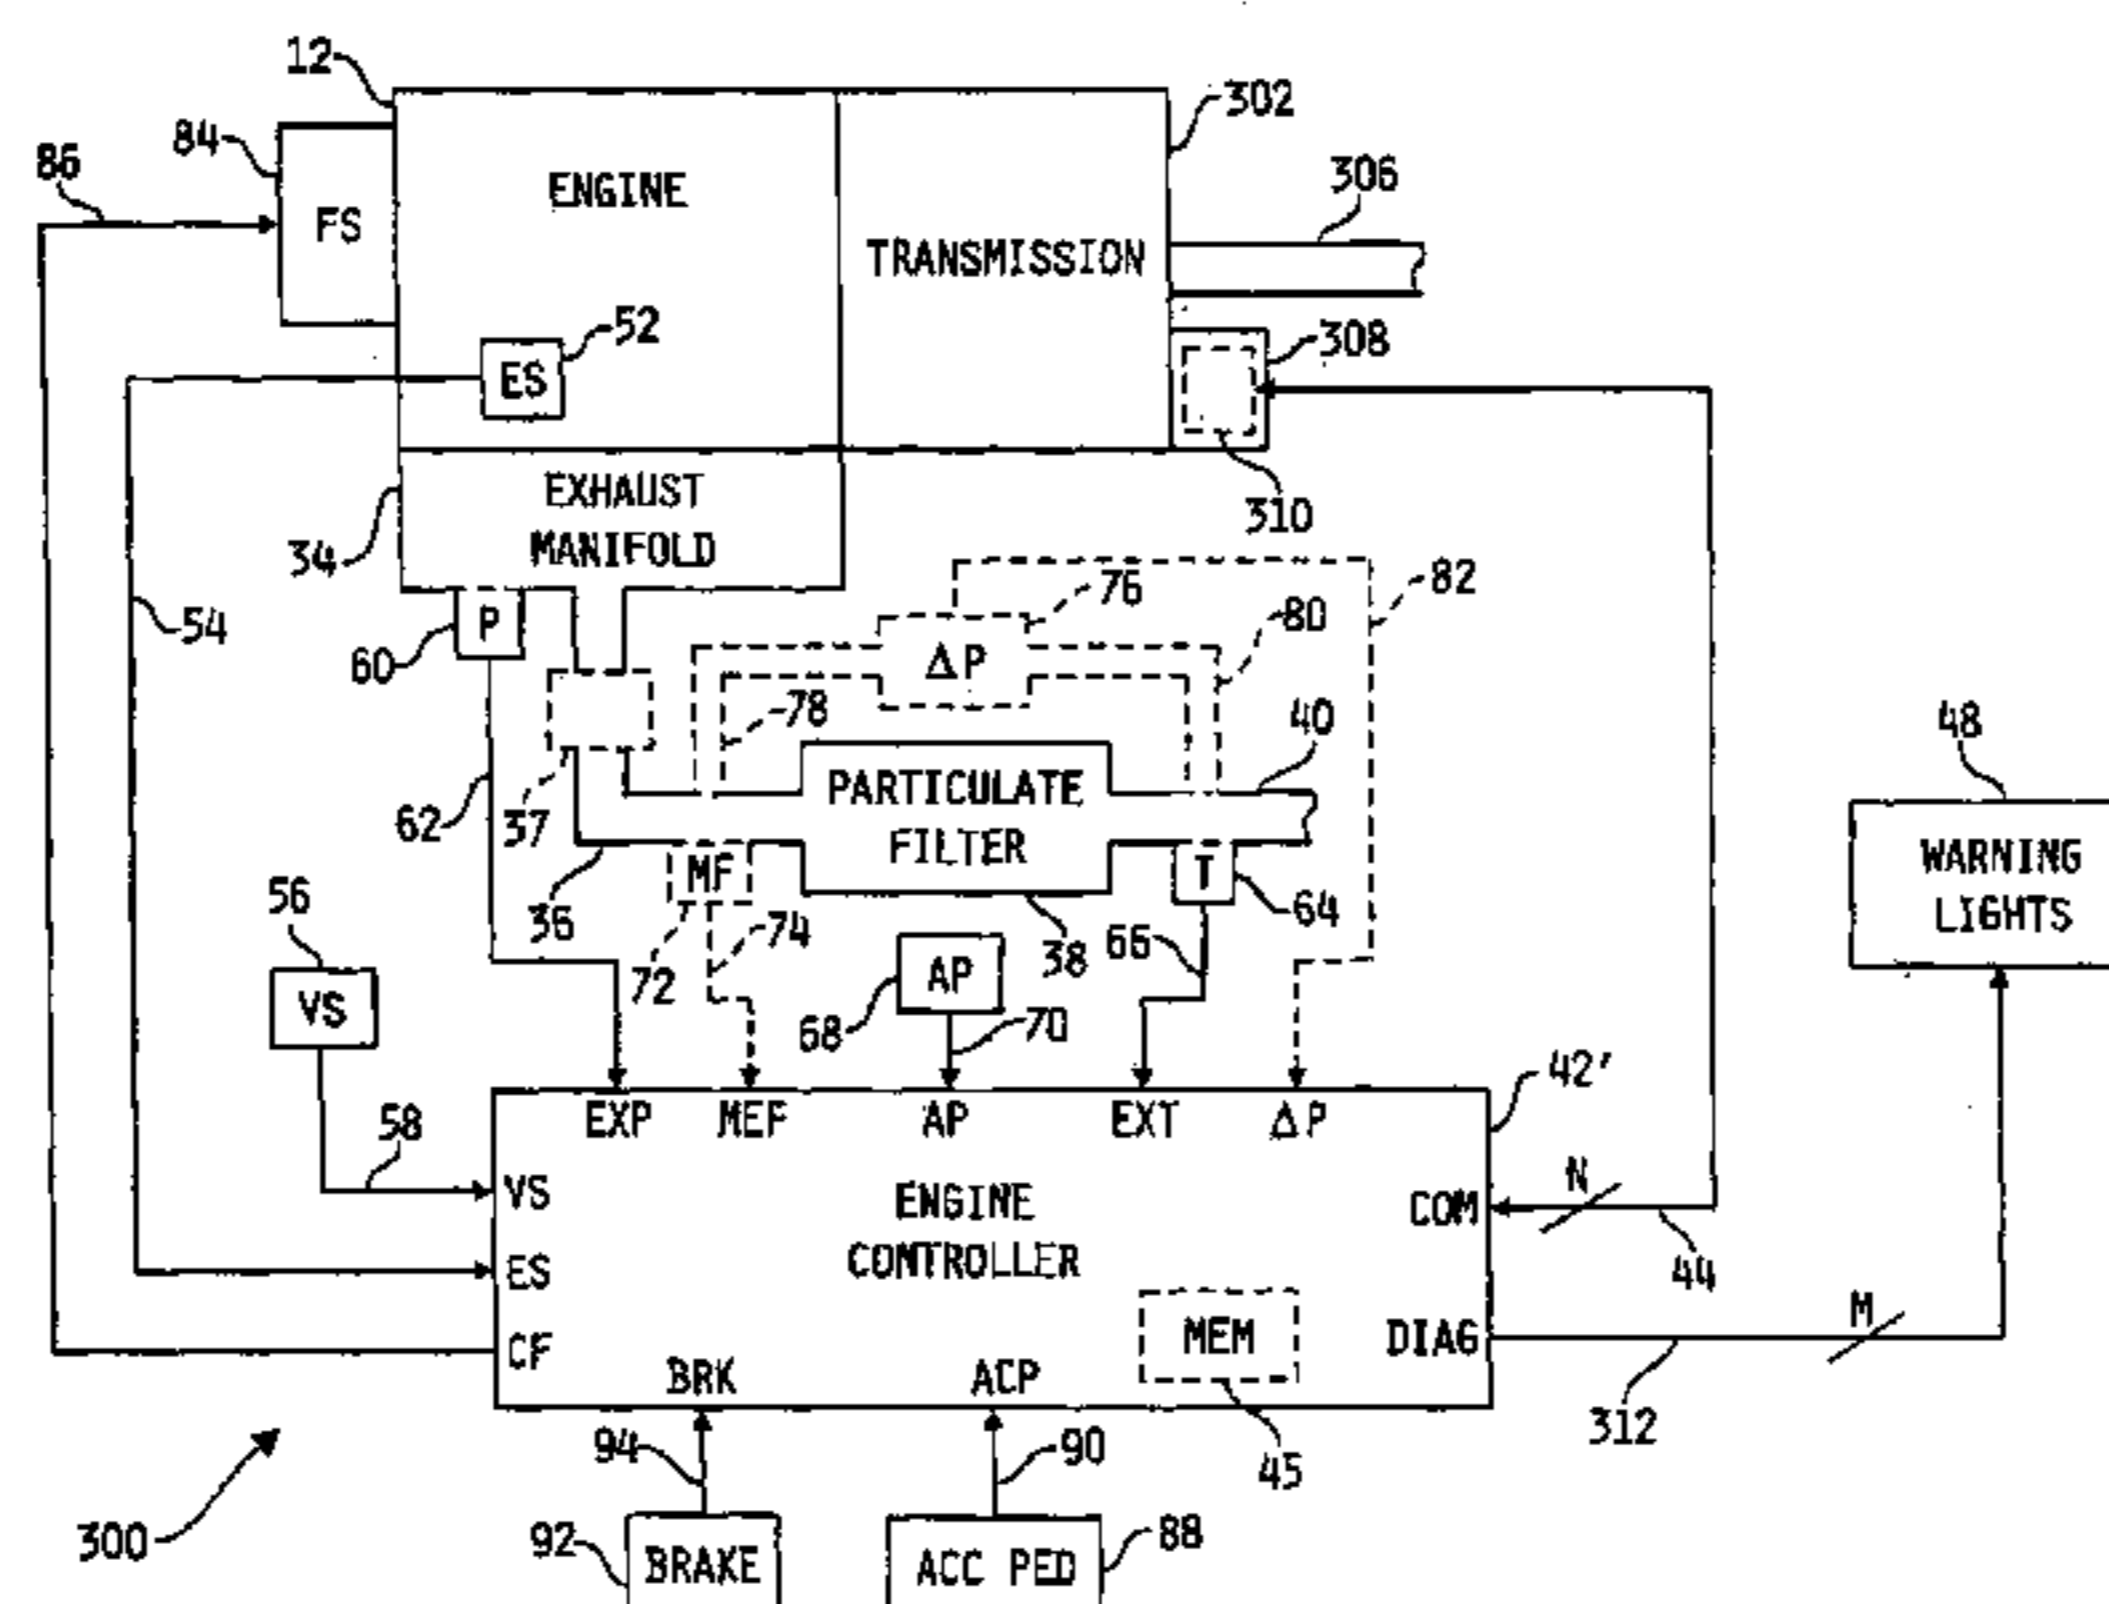 12
302
84
86
306
ENGINE
FS
TRANSMISSION
52
308
ES
EXHAUST
MANIFOLD
310
34
76
82
P
80
54
60
ΔP
78
40
48
PARTICULATE
FILTER
62
37
WARNING
LIGHTS
MF
T
56
36
74
64
66
38
72
AP
VS
68
70
42'
EXP
MEF
AP
EXT
ΔP
58
N
VS
ENGINE
CONTROLLER
COM
ES
44
M
MEM
DIAG
CF
BRK
ACP
312
94
90
45
300
92
BRAKE
ACC PED
88